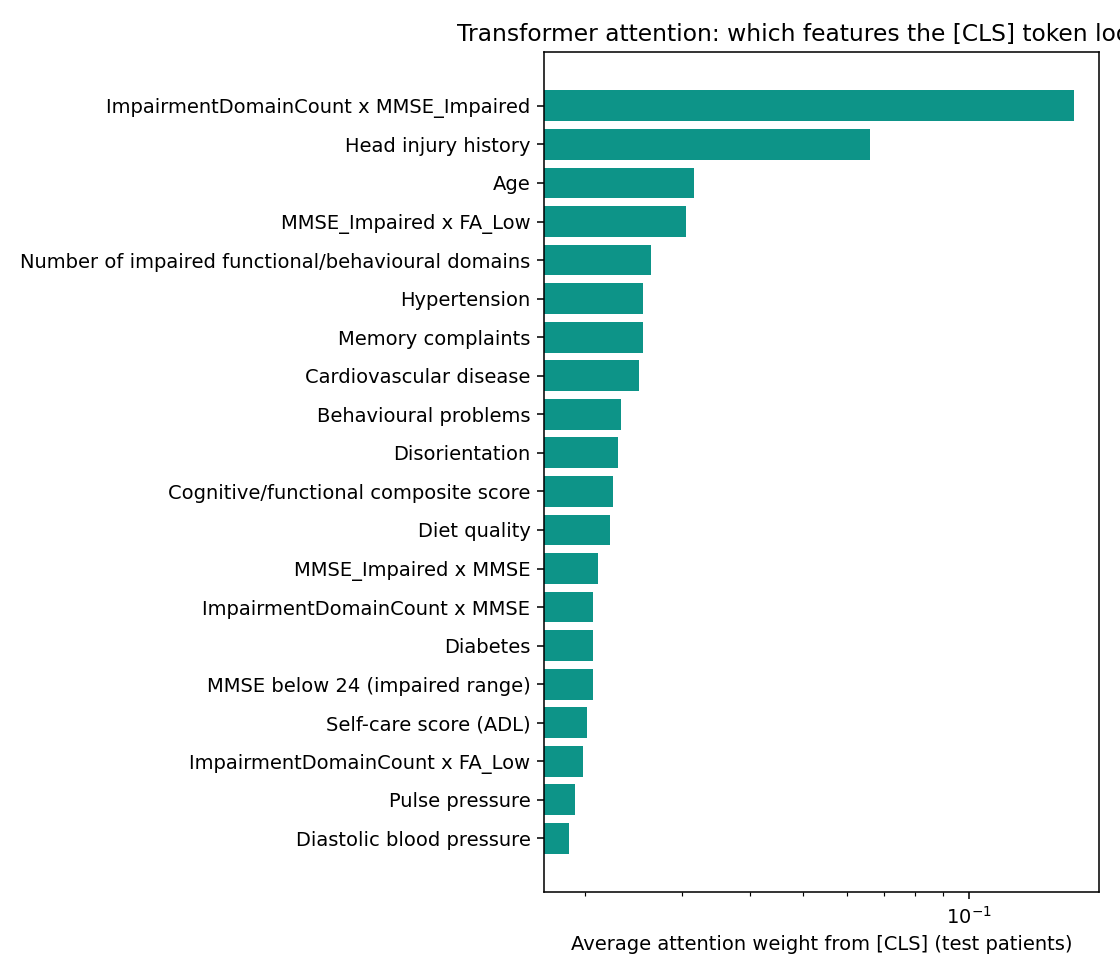 Transformer attention: which features the [CLS] token
ImpairmentDomainCount x MMSE_Impaired
Head injury history
Age
MMSE_Impaired x FA_Low
Number of impaired functional/behavioural domains
Hypertension
Memory complaints
Cardiovascular disease
Behavioural problems
Disorientation
Cognitive/functional composite score
Diet quality
MMSE_Impaired x MMSE
ImpairmentDomainCount x MMSE
Diabetes
MMSE below 24 (impaired range)
Self-care score (ADL)
ImpairmentDomainCount x FA_Low
Pulse pressure
Diastolic blood pressure
10⁻¹
Average attention weight from [CLS] (test patients)